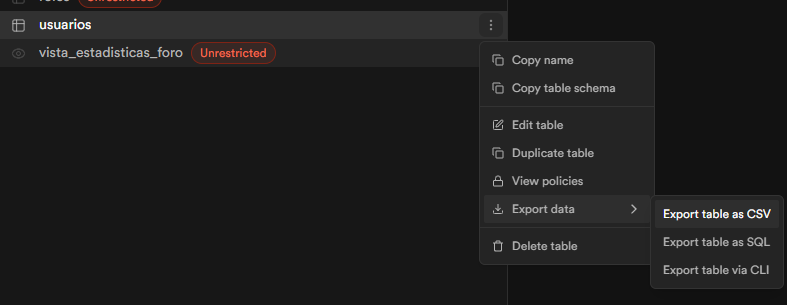 usuarios
vista_estadisticas_foro Unrestricted
Copy name
Copy table schema
Edit table
Duplicate table
View policies
Export data
Export table as CSV
Export table as SQL
Export table via CLI
Delete table